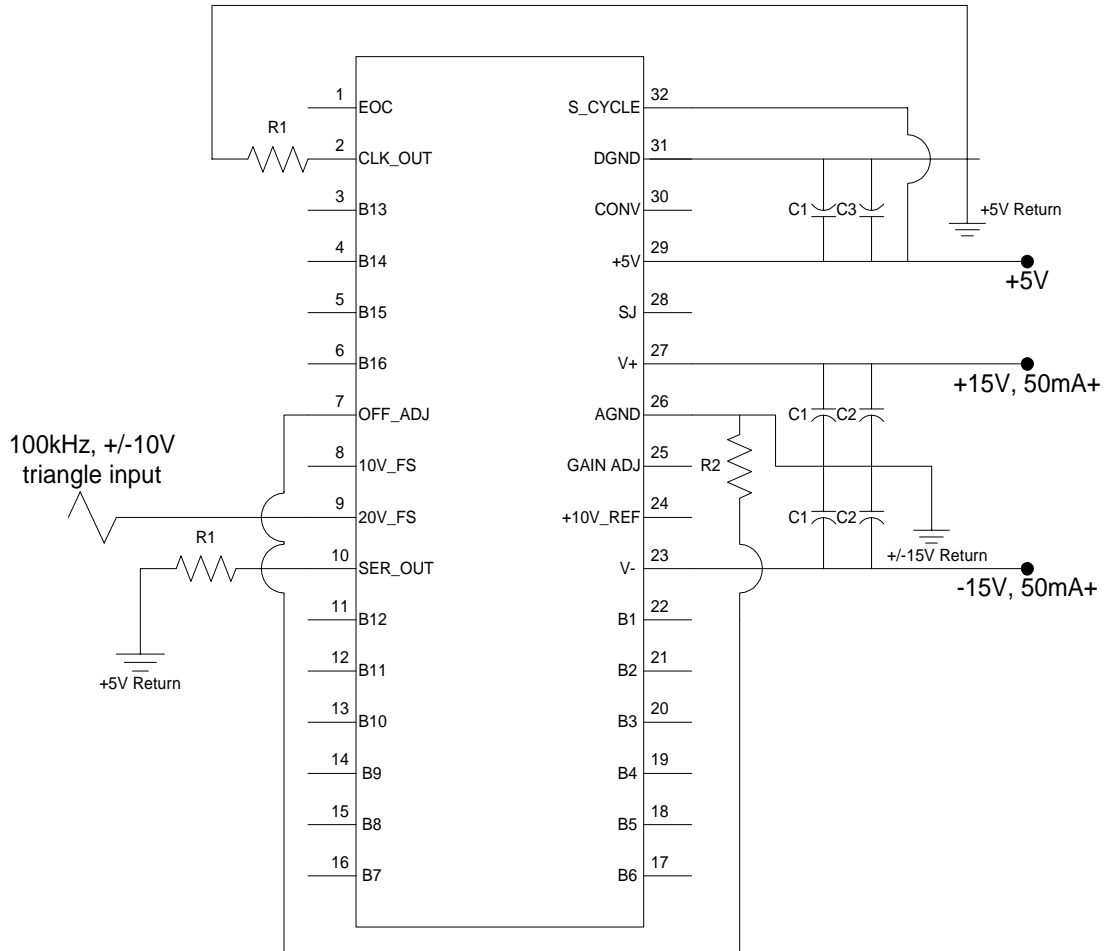 1
EOC
R1
2
CLK_OUT
3
B13
4
B14
5
B15
6
B16
7
OFF_ADJ
8
10V_FS
100kHz, +/-10V
triangle input
9
20V_FS
R1
10
SER_OUT
+5V Return
11
B12
12
B11
13
B10
14
B9
15
B8
16
B7
32
S_CYCLE
31
DGND
30
CONV
C1
C3
+5V Return
29
+5V
+5V
28
SJ
27
V+
+15V, 50mA+
26
AGND
C1
C2
25
GAIN ADJ
R2
24
+10V_REF
C1
C2
+/-15V Return
23
V-
-15V, 50mA+
22
B1
21
B2
20
B3
19
B4
18
B5
17
B6